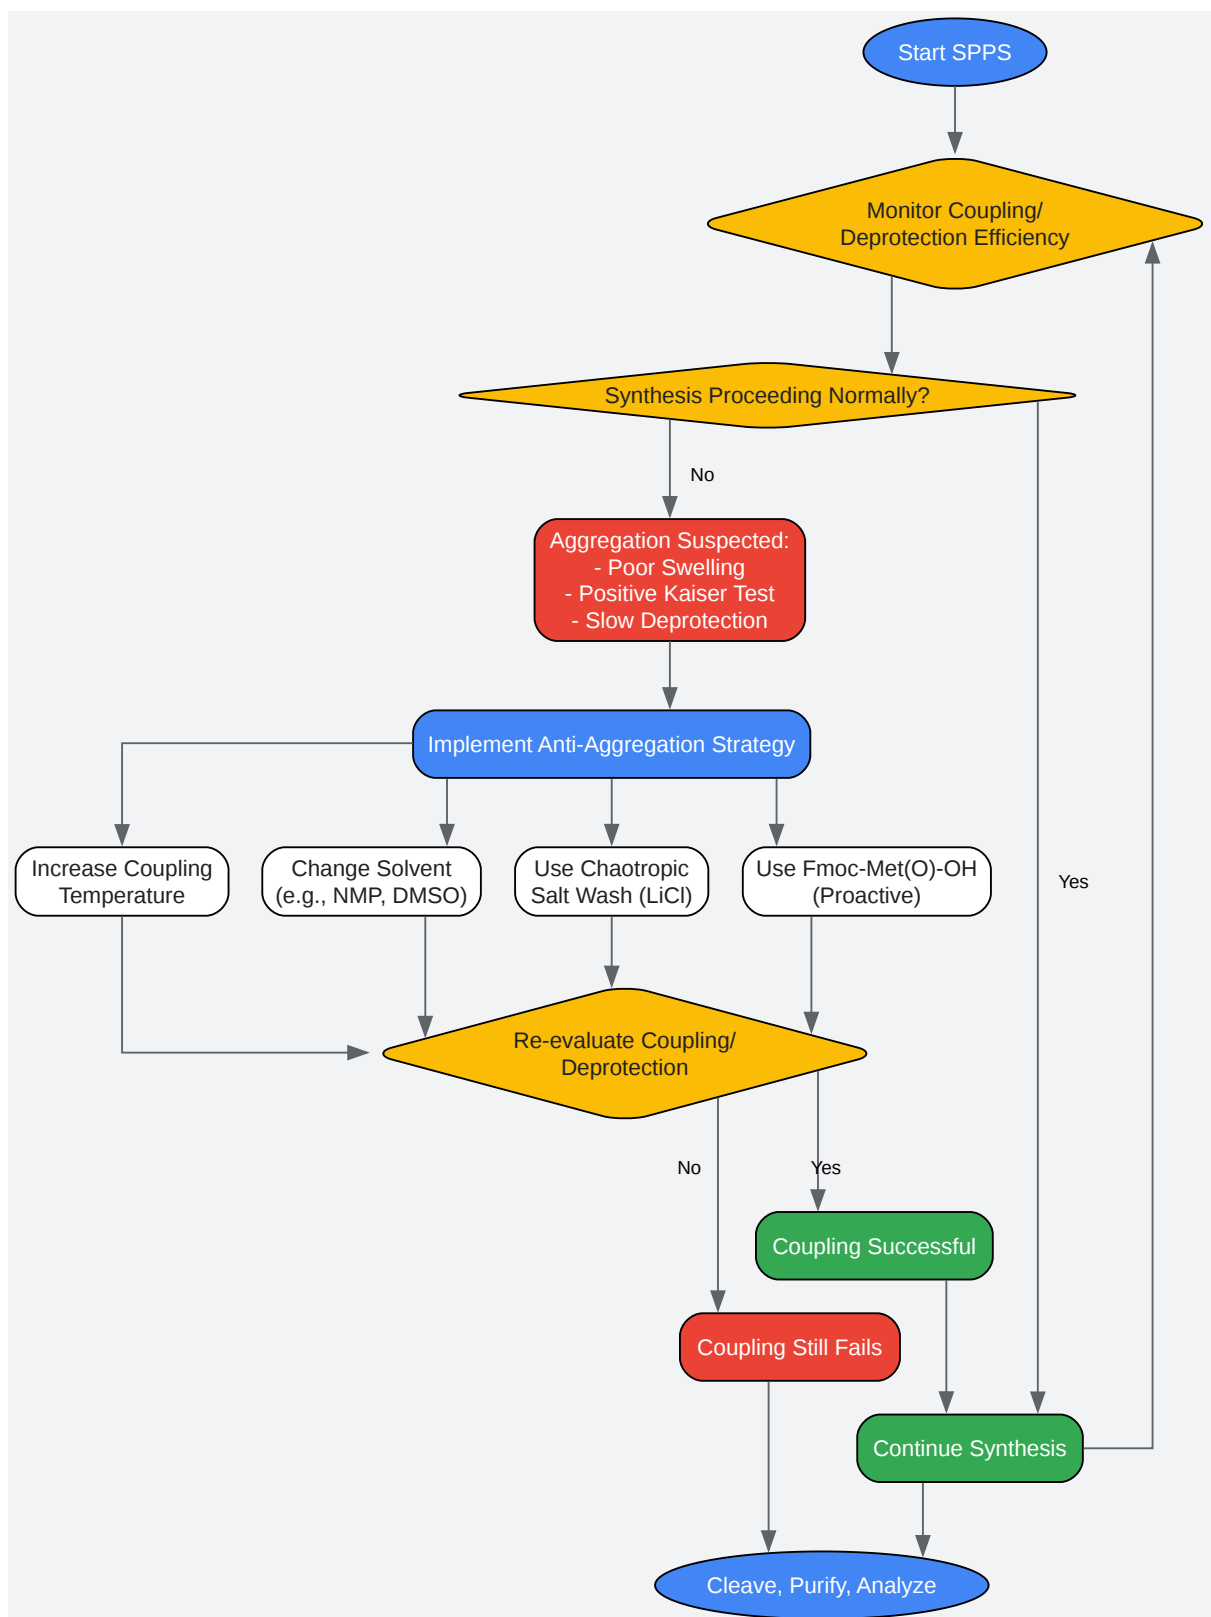 Start SPPS
Monitor Coupling/
Deprotection Efficiency
Synthesis Proceeding Normally?
No
Aggregation Suspected:
- Poor Swelling
- Positive Kaiser Test
- Slow Deprotection
Implement Anti-Aggregation Strategy
Increase Coupling
Temperature
Change Solvent
(e.g., NMP, DMSO)
Use Chaotropic
Salt Wash (LiCl)
Use Fmoc-Met(O)-OH
(Proactive)
Yes
Re-evaluate Coupling/
Deprotection
No
Yes
Coupling Successful
Coupling Still Fails
Continue Synthesis
Cleave, Purify, Analyze